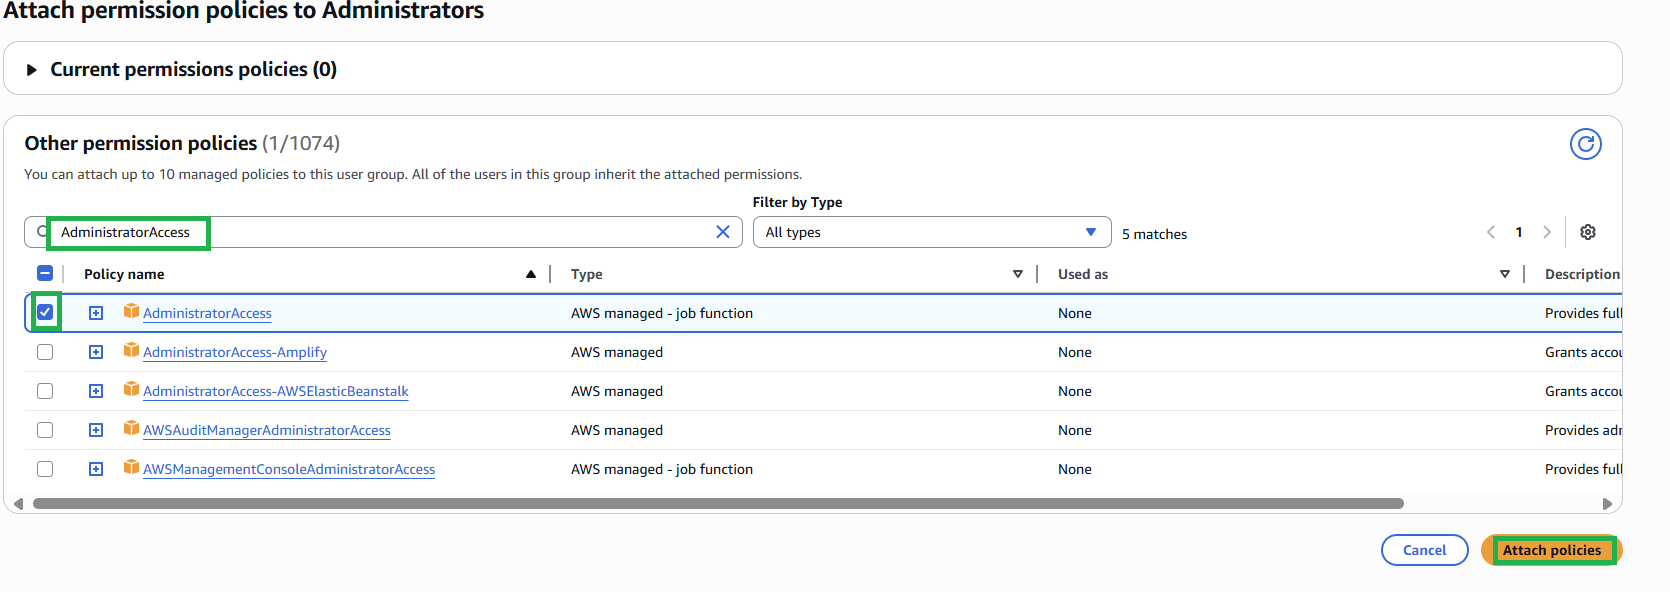 Attach permission policies to Administrators
Current permissions policies (0)
Other permission policies (1/1074)
You can attach up to 10 managed policies to this user group. All of the users in this group inherit the attached permissions.
Filter by Type
AdministratorAccess
All types
5 matches
1
Policy name Type Used as Description
AdministratorAccess AWS managed - job function None Provides full
AdministratorAccess-Amplify AWS managed None Grants accou
AdministratorAccess-AWSElasticBeanstalk AWS managed None Grants accou
AWSAuditManagerAdministratorAccess AWS managed None Provides adr
AWSManagementConsoleAdministratorAccess AWS managed - job function None Provides full
Cancel Attach policies